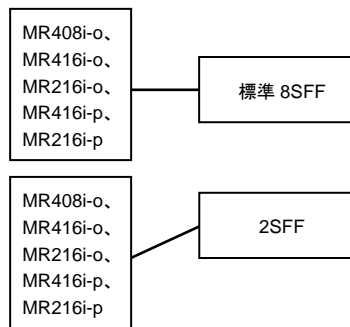 MR408i-o、
MR416i-o、
MR216i-o、
MR416i-p、
MR216i-p
標準 8SFF
MR408i-o、
MR416i-o、
MR216i-o、
MR416i-p、
MR216i-p
2SFF